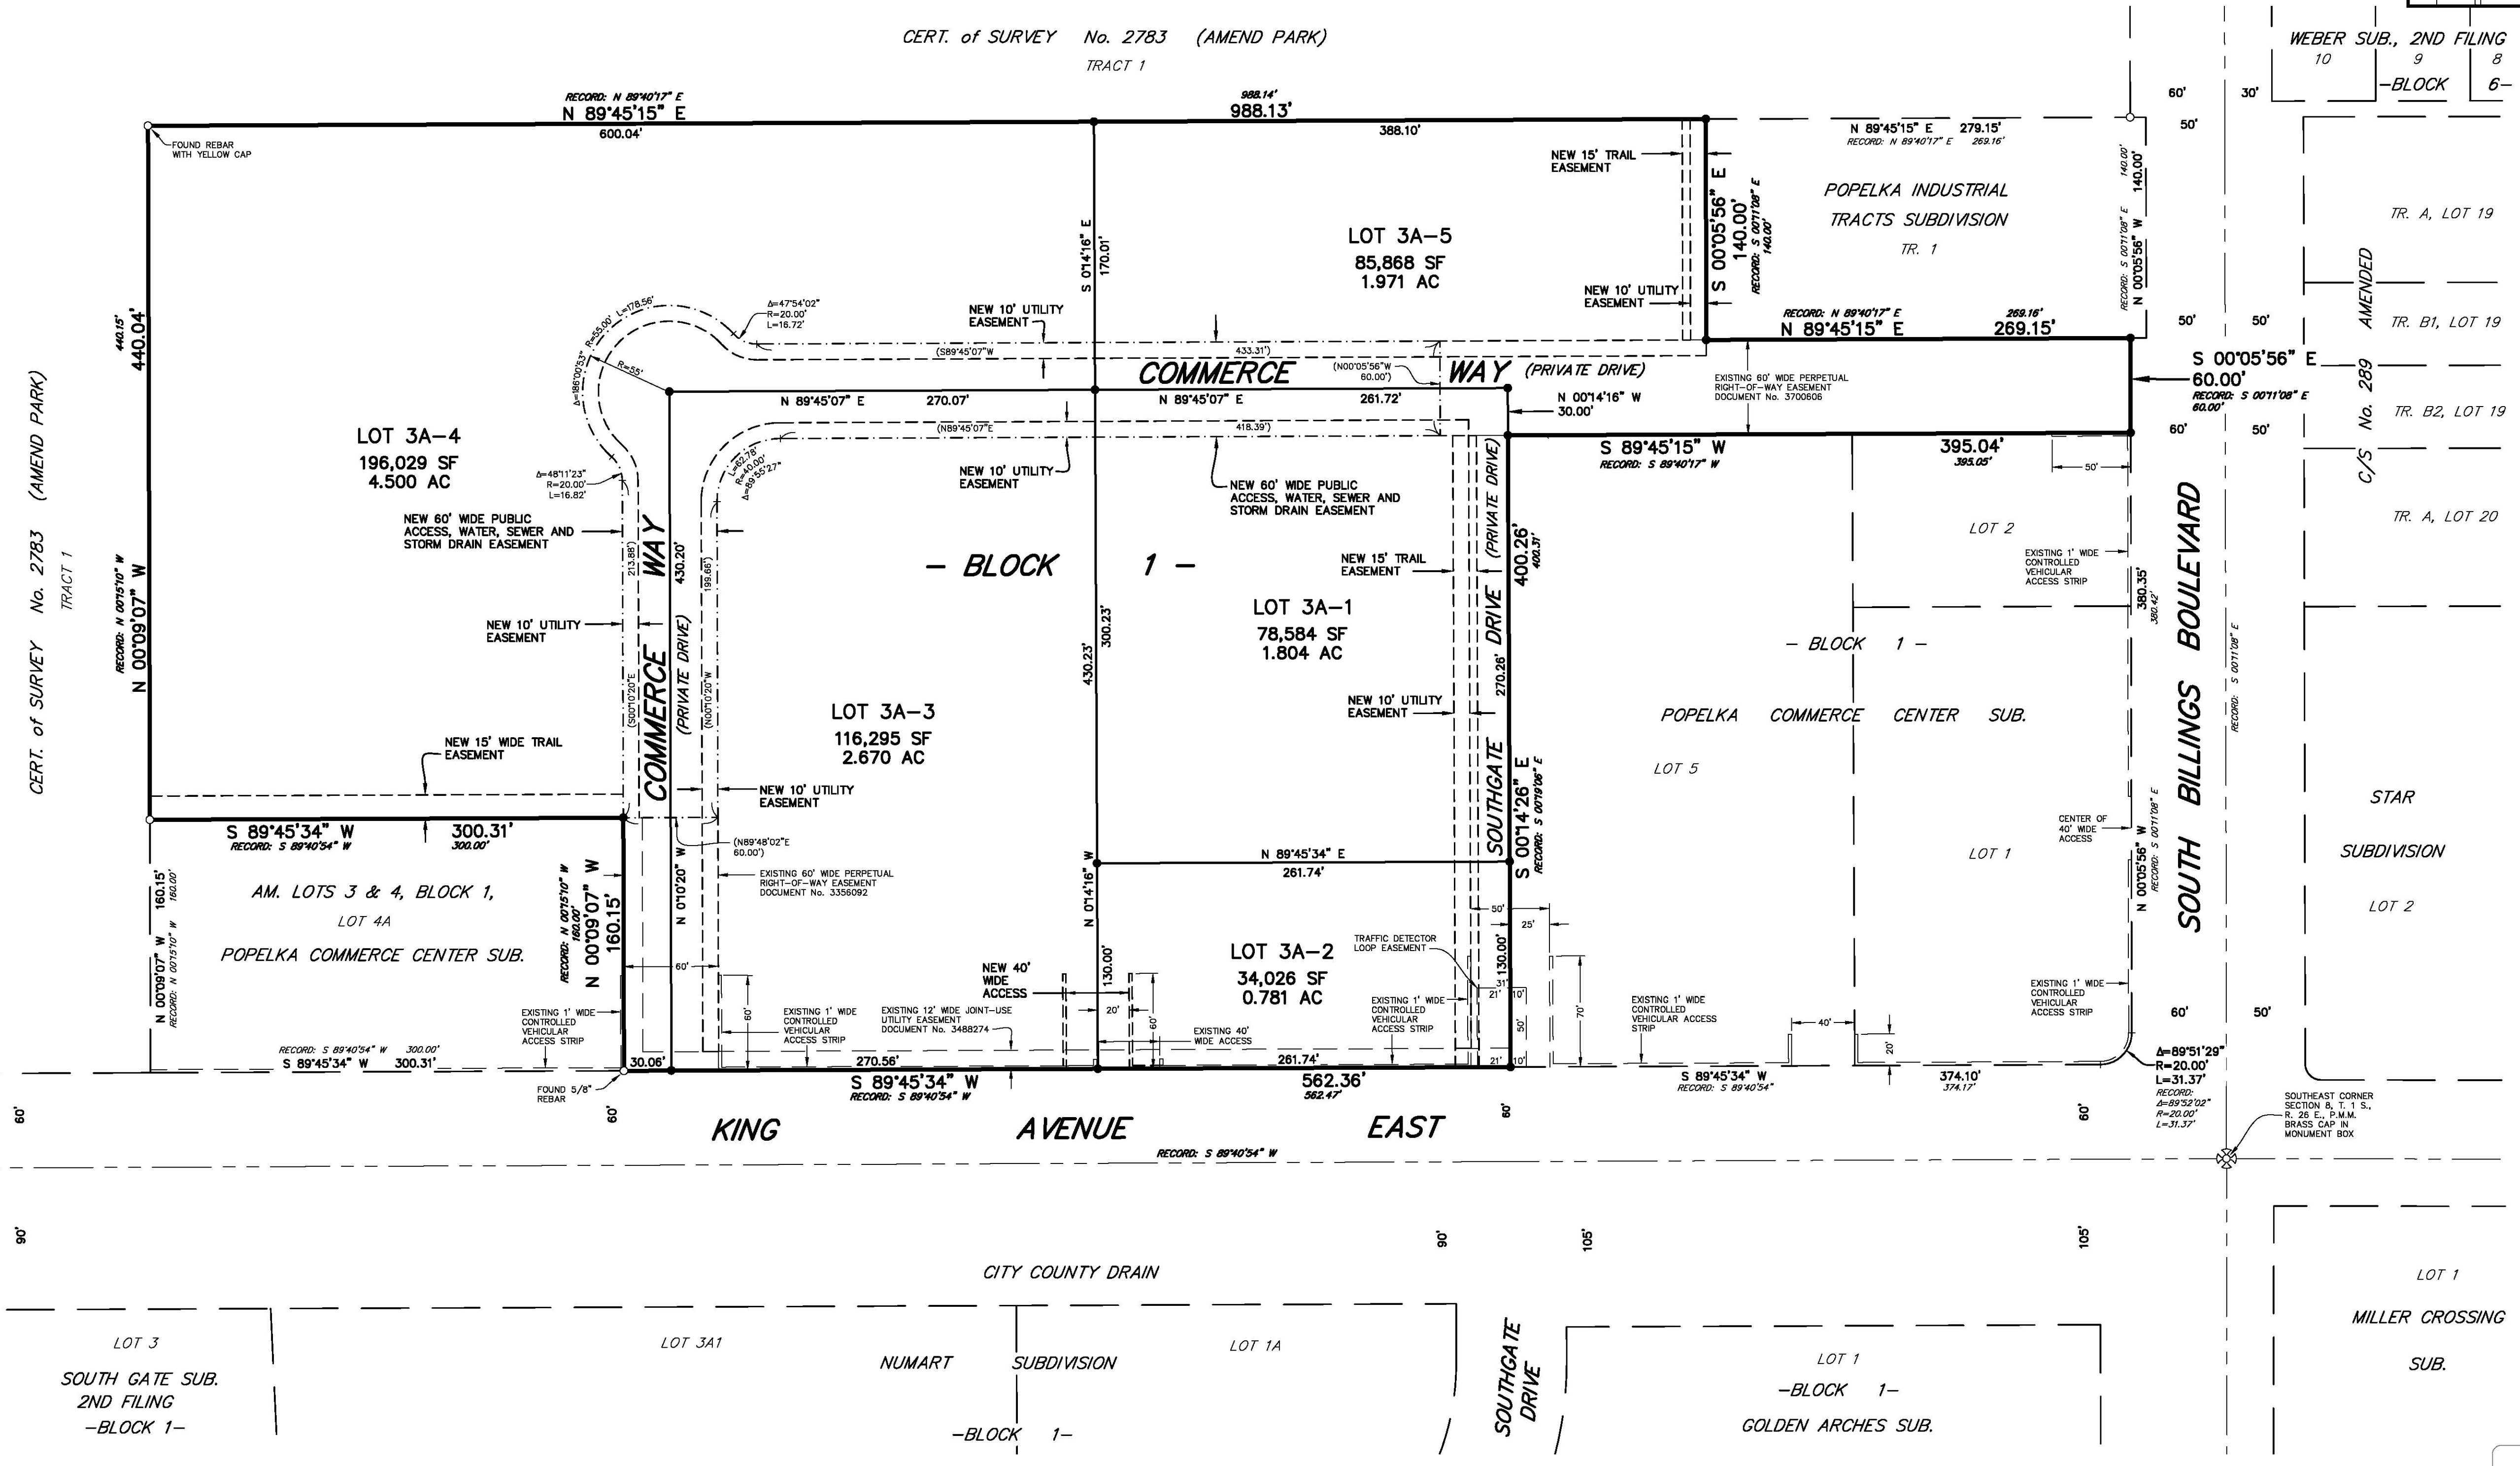 CERT. of SURVEY No. 2783 (AMEND PARK)
TRACT 1
WEBER SUB., 2ND FILING
10 9 8
-BLOCK 6-
RECORD: N 89°40'17" E
N 89°45'15" E
600.04'
988.14'
988.13'
388.10'
FOUND REBAR
WITH YELLOW CAP
N 89°45'15" E 279.15'
RECORD: N 89°40'17" E 269.16'
60' 30'
50'
NEW 15' TRAIL
EASEMENT
S 00°05'56" E
140.00'
RECORD: S 00°11'08" E
140.00'
POPELKA INDUSTRIAL
TRACTS SUBDIVISION
TR. 1
140.00'
140.00'
N 00°05'56" W
RECORD: S 00°11'08" E
TR. A, LOT 19
LOT 3A-5
85,868 SF
1.971 AC
S 0°14'16" E
170.01'
NEW 10' UTILITY
EASEMENT
440.15'
440.04'
RECORD: N 00°15'10" W
N 00°09'07" W
CERT. of SURVEY No. 2783 (AMEND PARK)
TRACT 1
Δ=186°00'53" R=55.00' L=178.56'
R=55'
Δ=47°54'02"
R=20.00'
L=16.72'
NEW 10' UTILITY
EASEMENT
(S89°45'07"W 433.31')
COMMERCE WAY (PRIVATE DRIVE)
(N00°05'56"W
60.00')
RECORD: N 89°40'17" E 269.16'
N 89°45'15" E 269.15'
50' 50'
TR. B1, LOT 19
C/S No. 289 AMENDED
S 00°05'56" E
60.00'
RECORD: S 00°11'08" E
60.00'
60' 50'
TR. B2, LOT 19
EXISTING 60' WIDE PERPETUAL
RIGHT-OF-WAY EASEMENT
DOCUMENT No. 3700606
N 89°45'07" E 270.07'
N 89°45'07" E 261.72'
N 00°14'16" W
30.00'
(N89°45'07"E 418.39')
LOT 3A-4
196,029 SF
4.500 AC
Δ=48°11'23"
R=20.00'
L=16.82'
L=62.78'
R=40.00'
Δ=89°55'27"
NEW 10' UTILITY
EASEMENT
NEW 60' WIDE PUBLIC
ACCESS, WATER, SEWER AND
STORM DRAIN EASEMENT
S 89°45'15" W 395.04'
RECORD: S 89°40'17" W 395.05'
50'
TR. A, LOT 20
NEW 60' WIDE PUBLIC
ACCESS, WATER, SEWER AND
STORM DRAIN EASEMENT
COMMERCE WAY
(PRIVATE DRIVE)
430.20'
213.88')
(S00°10'20"E
199.66')
(N00°10'20"W
- BLOCK 1 -
NEW 15' TRAIL
EASEMENT
SOUTHGATE DRIVE (PRIVATE DRIVE)
400.26'
400.31'
270.26'
S 00°14'26" E
RECORD: S 00°19'06" E
LOT 2
EXISTING 1' WIDE
CONTROLLED
VEHICULAR
ACCESS STRIP
380.35'
380.42'
SOUTH BILLINGS BOULEVARD
RECORD: S 00°11'08" E
NEW 10' UTILITY
EASEMENT
LOT 3A-1
78,584 SF
1.804 AC
430.23'
300.23'
- BLOCK 1 -
NEW 10' UTILITY
EASEMENT
LOT 3A-3
116,295 SF
2.670 AC
POPELKA COMMERCE CENTER SUB.
LOT 5
NEW 15' WIDE TRAIL
EASEMENT
NEW 10' UTILITY
EASEMENT
STAR
SUBDIVISION
LOT 2
S 89°45'34" W 300.31'
RECORD: S 89°40'54" W 300.00'
(N89°48'02"E
60.00')
CENTER OF
40' WIDE
ACCESS
LOT 1
N 00°05'56" W
RECORD: S 00°11'08" E
N 89°45'34" E
261.74'
160.15'
160.00'
N 00°09'07" W
RECORD: N 00°15'10" W
AM. LOTS 3 & 4, BLOCK 1,
LOT 4A
POPELKA COMMERCE CENTER SUB.
RECORD: N 00°15'10" W
160.00'
N 00°09'07" W
160.15'
N 0°10'20" W
EXISTING 60' WIDE PERPETUAL
RIGHT-OF-WAY EASEMENT
DOCUMENT No. 3356092
N 0°14'16" W
130.00'
50'
25'
TRAFFIC DETECTOR
LOOP EASEMENT
130.00'
LOT 3A-2
34,026 SF
0.781 AC
60'
NEW 40'
WIDE
ACCESS
20'
60'
60'
31'
21' 10'
50'
21' 10'
70'
EXISTING 1' WIDE
CONTROLLED
VEHICULAR
ACCESS STRIP
EXISTING 1' WIDE
CONTROLLED
VEHICULAR
ACCESS STRIP
EXISTING 12' WIDE JOINT-USE
UTILITY EASEMENT
DOCUMENT No. 3488274
EXISTING 40'
WIDE ACCESS
EXISTING 1' WIDE
CONTROLLED
VEHICULAR
ACCESS STRIP
EXISTING 1' WIDE
CONTROLLED
VEHICULAR ACCESS
STRIP
40'
20'
EXISTING 1' WIDE
CONTROLLED
VEHICULAR
ACCESS STRIP
60' 50'
RECORD: S 89°40'54" W 300.00'
S 89°45'34" W 300.31'
30.06'
270.56'
261.74'
FOUND 5/8"
REBAR
S 89°45'34" W
RECORD: S 89°40'54" W
562.36'
562.47'
S 89°45'34" W 374.10'
RECORD: S 89°40'54" 374.17'
Δ=89°51'29"
R=20.00'
L=31.37'
RECORD:
Δ=89°52'02"
R=20.00'
L=31.37'
SOUTHEAST CORNER
SECTION 8, T. 1 S.,
R. 26 E., P.M.M.
BRASS CAP IN
MONUMENT BOX
60'
60'
60'
60'
KING AVENUE EAST
RECORD: S 89°40'54" W
90'
90'
105'
105'
CITY COUNTY DRAIN
LOT 3
SOUTH GATE SUB.
2ND FILING
-BLOCK 1-
LOT 3A1
NUMART SUBDIVISION
LOT 1A
-BLOCK 1-
SOUTHGATE
DRIVE
LOT 1
-BLOCK 1-
GOLDEN ARCHES SUB.
LOT 1
MILLER CROSSING
SUB.